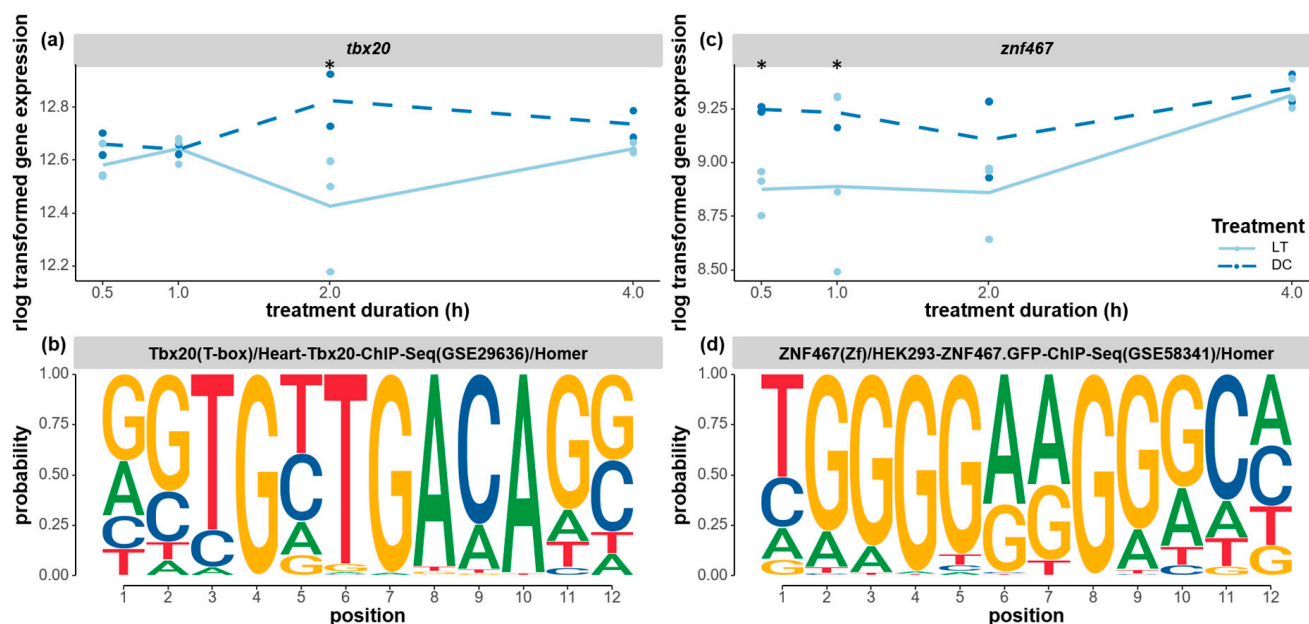 (a)
tbx20
*
rlog transformed gene expression
12.8
12.6
12.4
12.2
0.5
1.0
2.0
4.0
treatment duration (h)
(c)
znf467
*
*
rlog transformed gene expression
9.25
9.00
8.75
8.50
Treatment
LT
DC
0.5
1.0
2.0
4.0
treatment duration (h)
(b)
Tbx20(T-box)/Heart-Tbx20-ChIP-Seq(GSE29636)/Homer
probability
1.00
0.75
0.50
0.25
0.00
G G T G T T G A C A G G
A C C C A A C
C T A A A T T
T A G C A
1 2 3 4 5 6 7 8 9 10 11 12
position
(d)
ZNF467(Zf)/HEK293-ZNF467.GFP-ChIP-Seq(GSE58341)/Homer
probability
1.00
0.75
0.50
0.25
0.00
T G G G G A A G G G C A
C A A G G A A A C
A T T T T T
G C G G
1 2 3 4 5 6 7 8 9 10 11 12
position